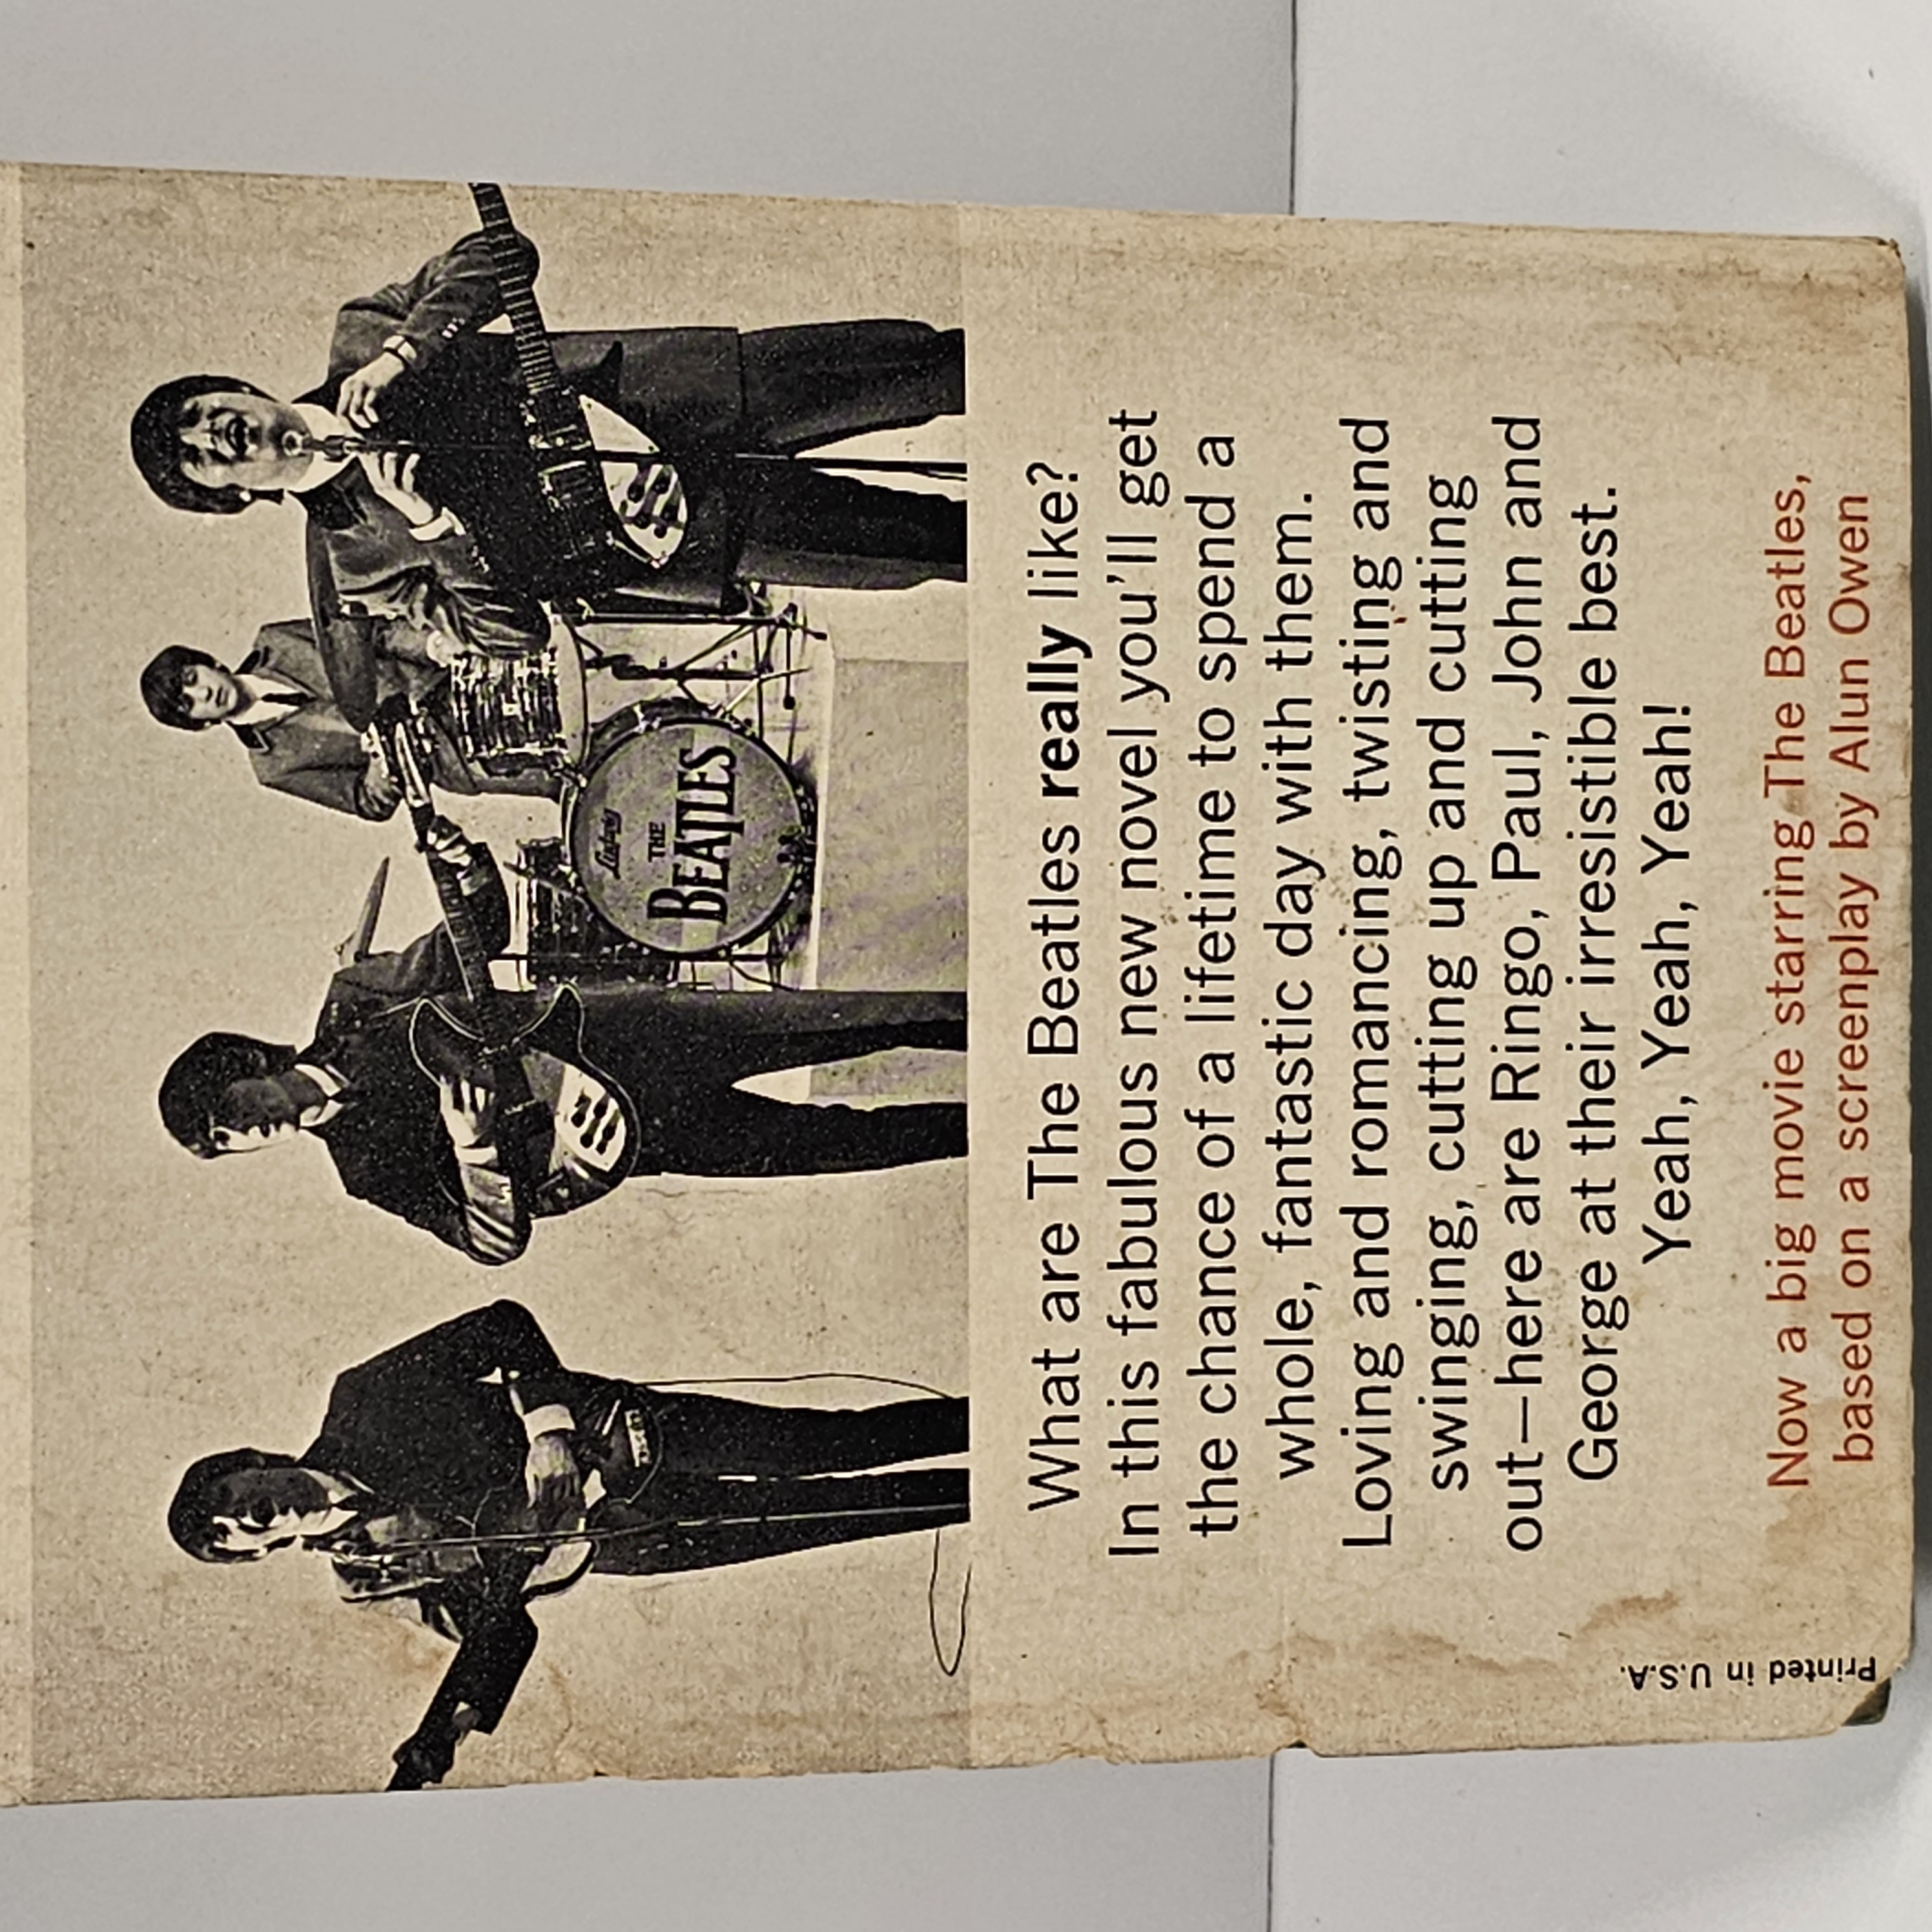 Ludwig
THE
BEATLES
What are The Beatles really like?
In this fabulous new novel you'll get
the chance of a lifetime to spend a
whole, fantastic day with them.
Loving and romancing, twisting and
swinging, cutting up and cutting
out—here are Ringo, Paul, John and
George at their irresistible best.
Yeah, Yeah, Yeah!
Printed in U.S.A.
Now a big movie starring The Beatles,
based on a screenplay by Alun Owen